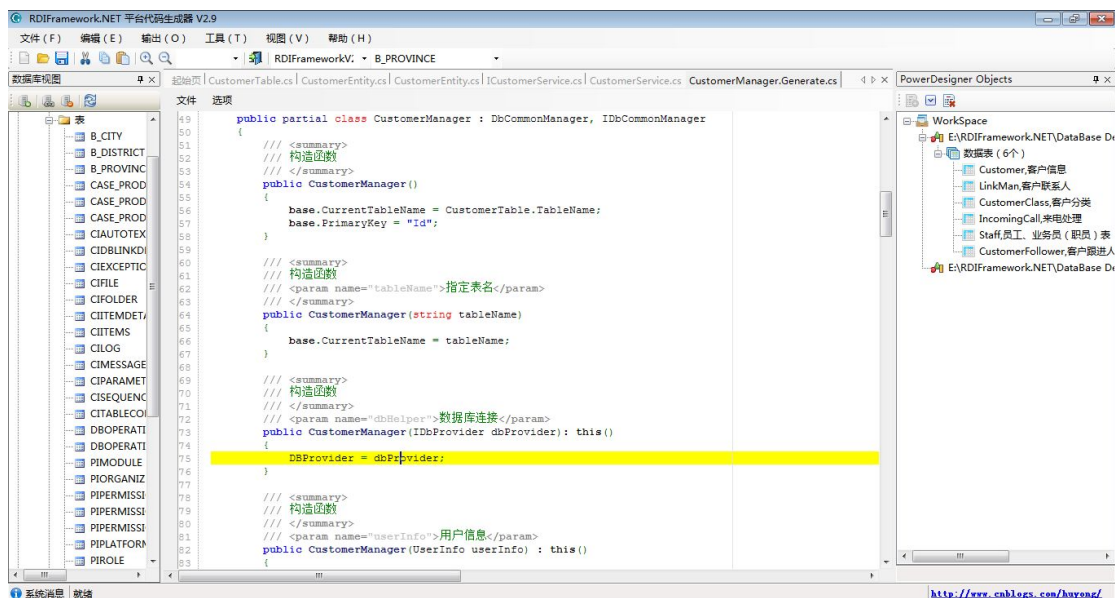 RDIFramework.NET 平台代码生成器 V2.9
文件(F) 编辑(E) 输出(O) 工具(T) 视图(V) 帮助(H)
RDIFrameworkV: B_PROVINCE
数据库视图
表
B_CITY
B_DISTRICT
B_PROVINC
CASE_PROD
CASE_PROD
CASE_PROD
CIAUTOTEX
CIDBLINKD
CIEXCEPTIC
CIFILE
CIFOLDER
CIITEMDET
CIITEMS
CILOG
CIMESSAGE
CIPARAMET
CISEQUENC
CITABLECO
DBOPERATI
DBOPERATI
PIMODULE
PIORGANIZ
PIPERMISSI
PIPERMISSI
PIPERMISSI
PIPLATFORM
PIROLE
起始页 CustomerTable.cs CustomerEntity.cs CustomerEntity.cs ICustomerService.cs CustomerService.cs CustomerManager.Generate.cs
文件 选项
49 public partial class CustomerManager : DbCommonManager, IDbCommonManager
50 {
51 /// <summary>
52 /// 构造函数
53 /// </summary>
54 public CustomerManager()
55 {
56 base.CurrentTableName = CustomerTable.TableName;
57 base.PrimaryKey = "Id";
58 }
59
60 /// <summary>
61 /// 构造函数
62 /// <param name="tableName">指定表名</param>
63 /// </summary>
64 public CustomerManager(string tableName)
65 {
66 base.CurrentTableName = tableName;
67 }
68
69 /// <summary>
70 /// 构造函数
71 /// </summary>
72 /// <param name="dbHelper">数据库连接</param>
73 public CustomerManager(IDbProvider dbProvider): this()
74 {
75 DBProvider = dbProvider;
76 }
77
78 /// <summary>
79 /// 构造函数
80 /// </summary>
81 /// <param name="userInfo">用户信息</param>
82 public CustomerManager(UserInfo userInfo) : this()
83 {
PowerDesigner Objects
WorkSpace
E:\RDIFramework.NET\DataBase De
数据表(6个)
Customer,客户信息
LinkMan,客户联系人
CustomerClass,客户分类
IncomingCall,来电处理
Staff,员工、业务员(职员)表
CustomerFollower,客户跟进人
E:\RDIFramework.NET\DataBase De
系统消息 就绪
http://www.cnblogs.com/huyong/